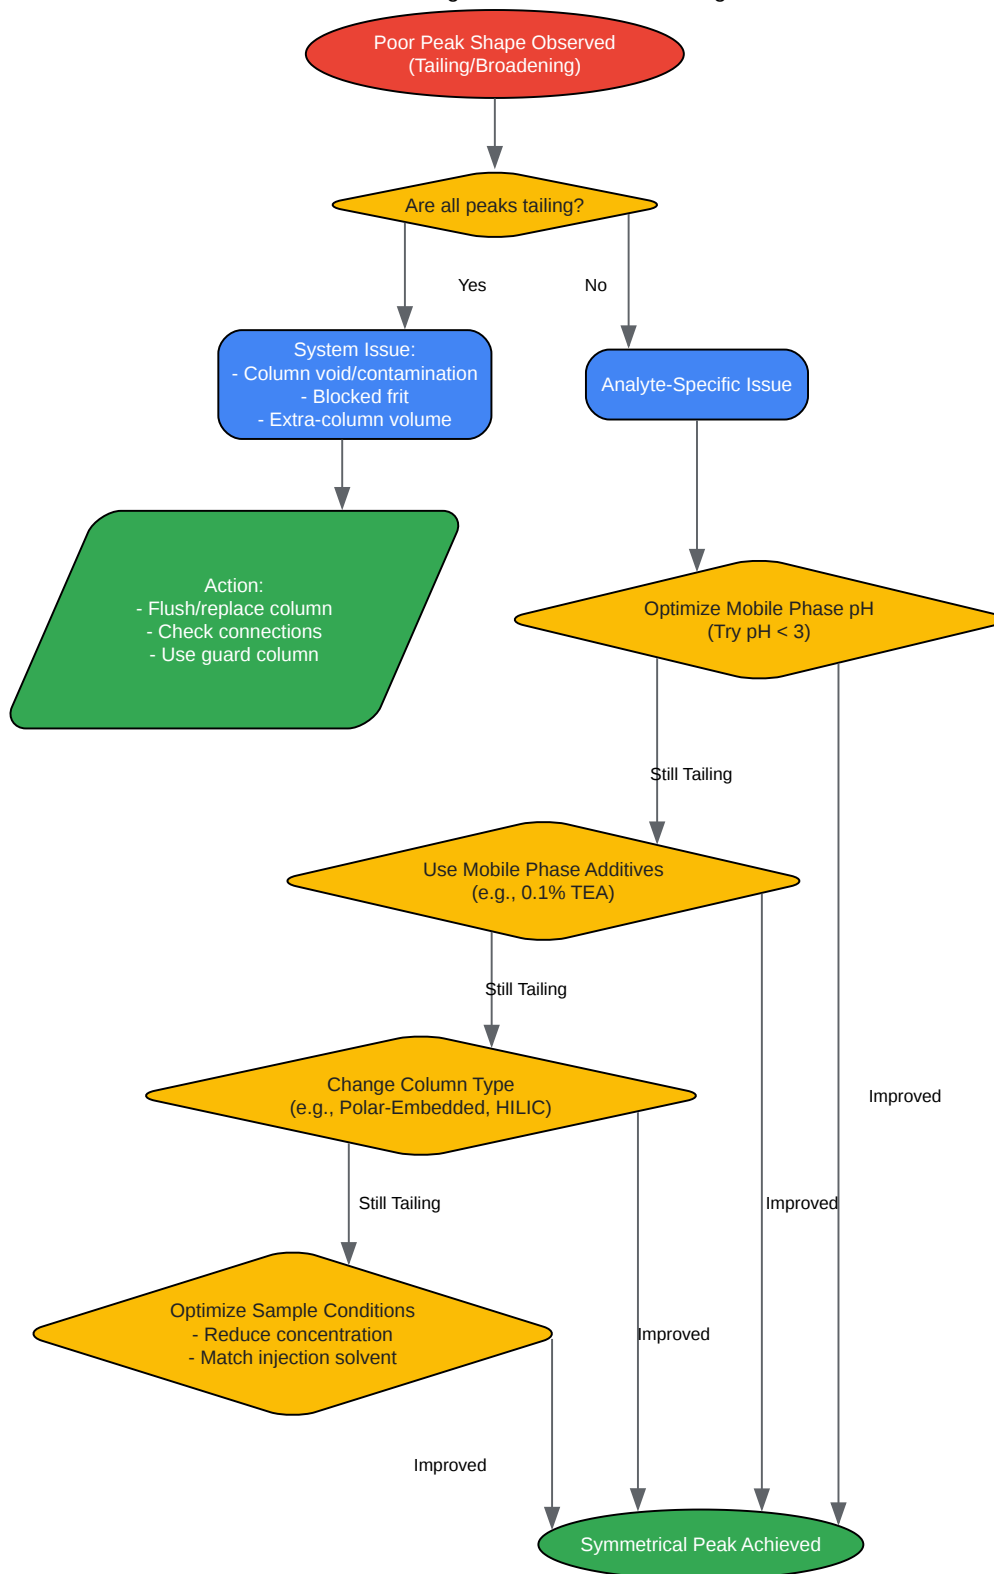 Poor Peak Shape Observed
(Tailing/Broadening)
Are all peaks tailing?
Yes
No
System Issue:
- Column void/contamination
- Blocked frit
- Extra-column volume
Analyte-Specific Issue
Action:
- Flush/replace column
- Check connections
- Use guard column
Optimize Mobile Phase pH
(Try pH < 3)
Still Tailing
Use Mobile Phase Additives
(e.g., 0.1% TEA)
Still Tailing
Change Column Type
(e.g., Polar-Embedded, HILIC)
Improved
Still Tailing
Improved
Optimize Sample Conditions
- Reduce concentration
- Match injection solvent
Improved
Improved
Symmetrical Peak Achieved